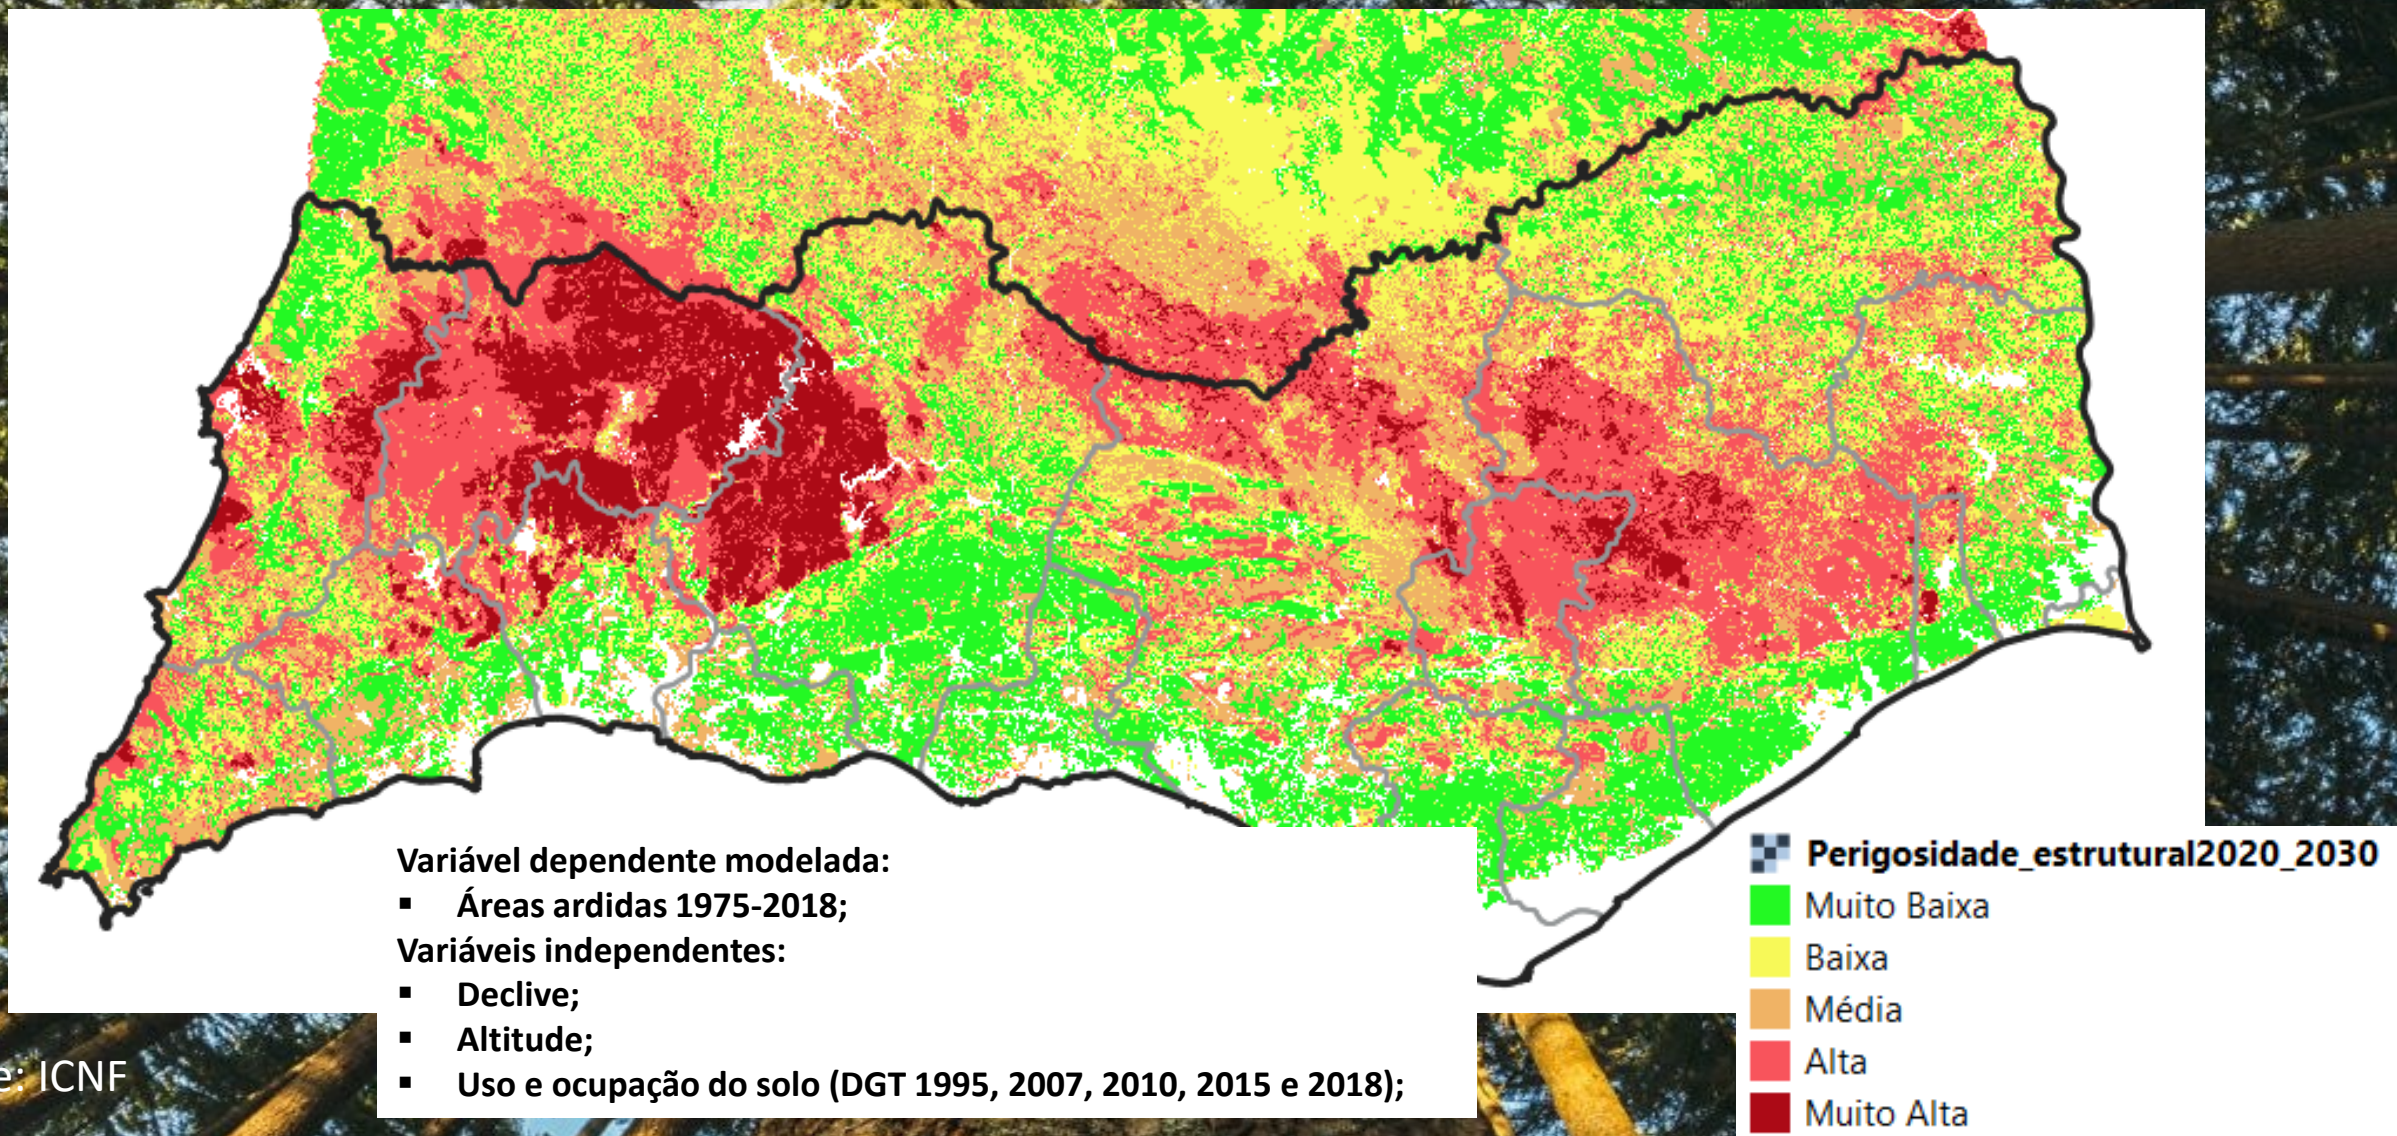 Variável dependente modelada:
▪ Áreas ardidas 1975-2018;
Variáveis independentes:
▪ Declive;
▪ Altitude;
▪ Uso e ocupação do solo (DGT 1995, 2007, 2010, 2015 e 2018);
Perigosidade_estrutural2020_2030
Muito Baixa
Baixa
Média
Alta
Muito Alta
: ICNF